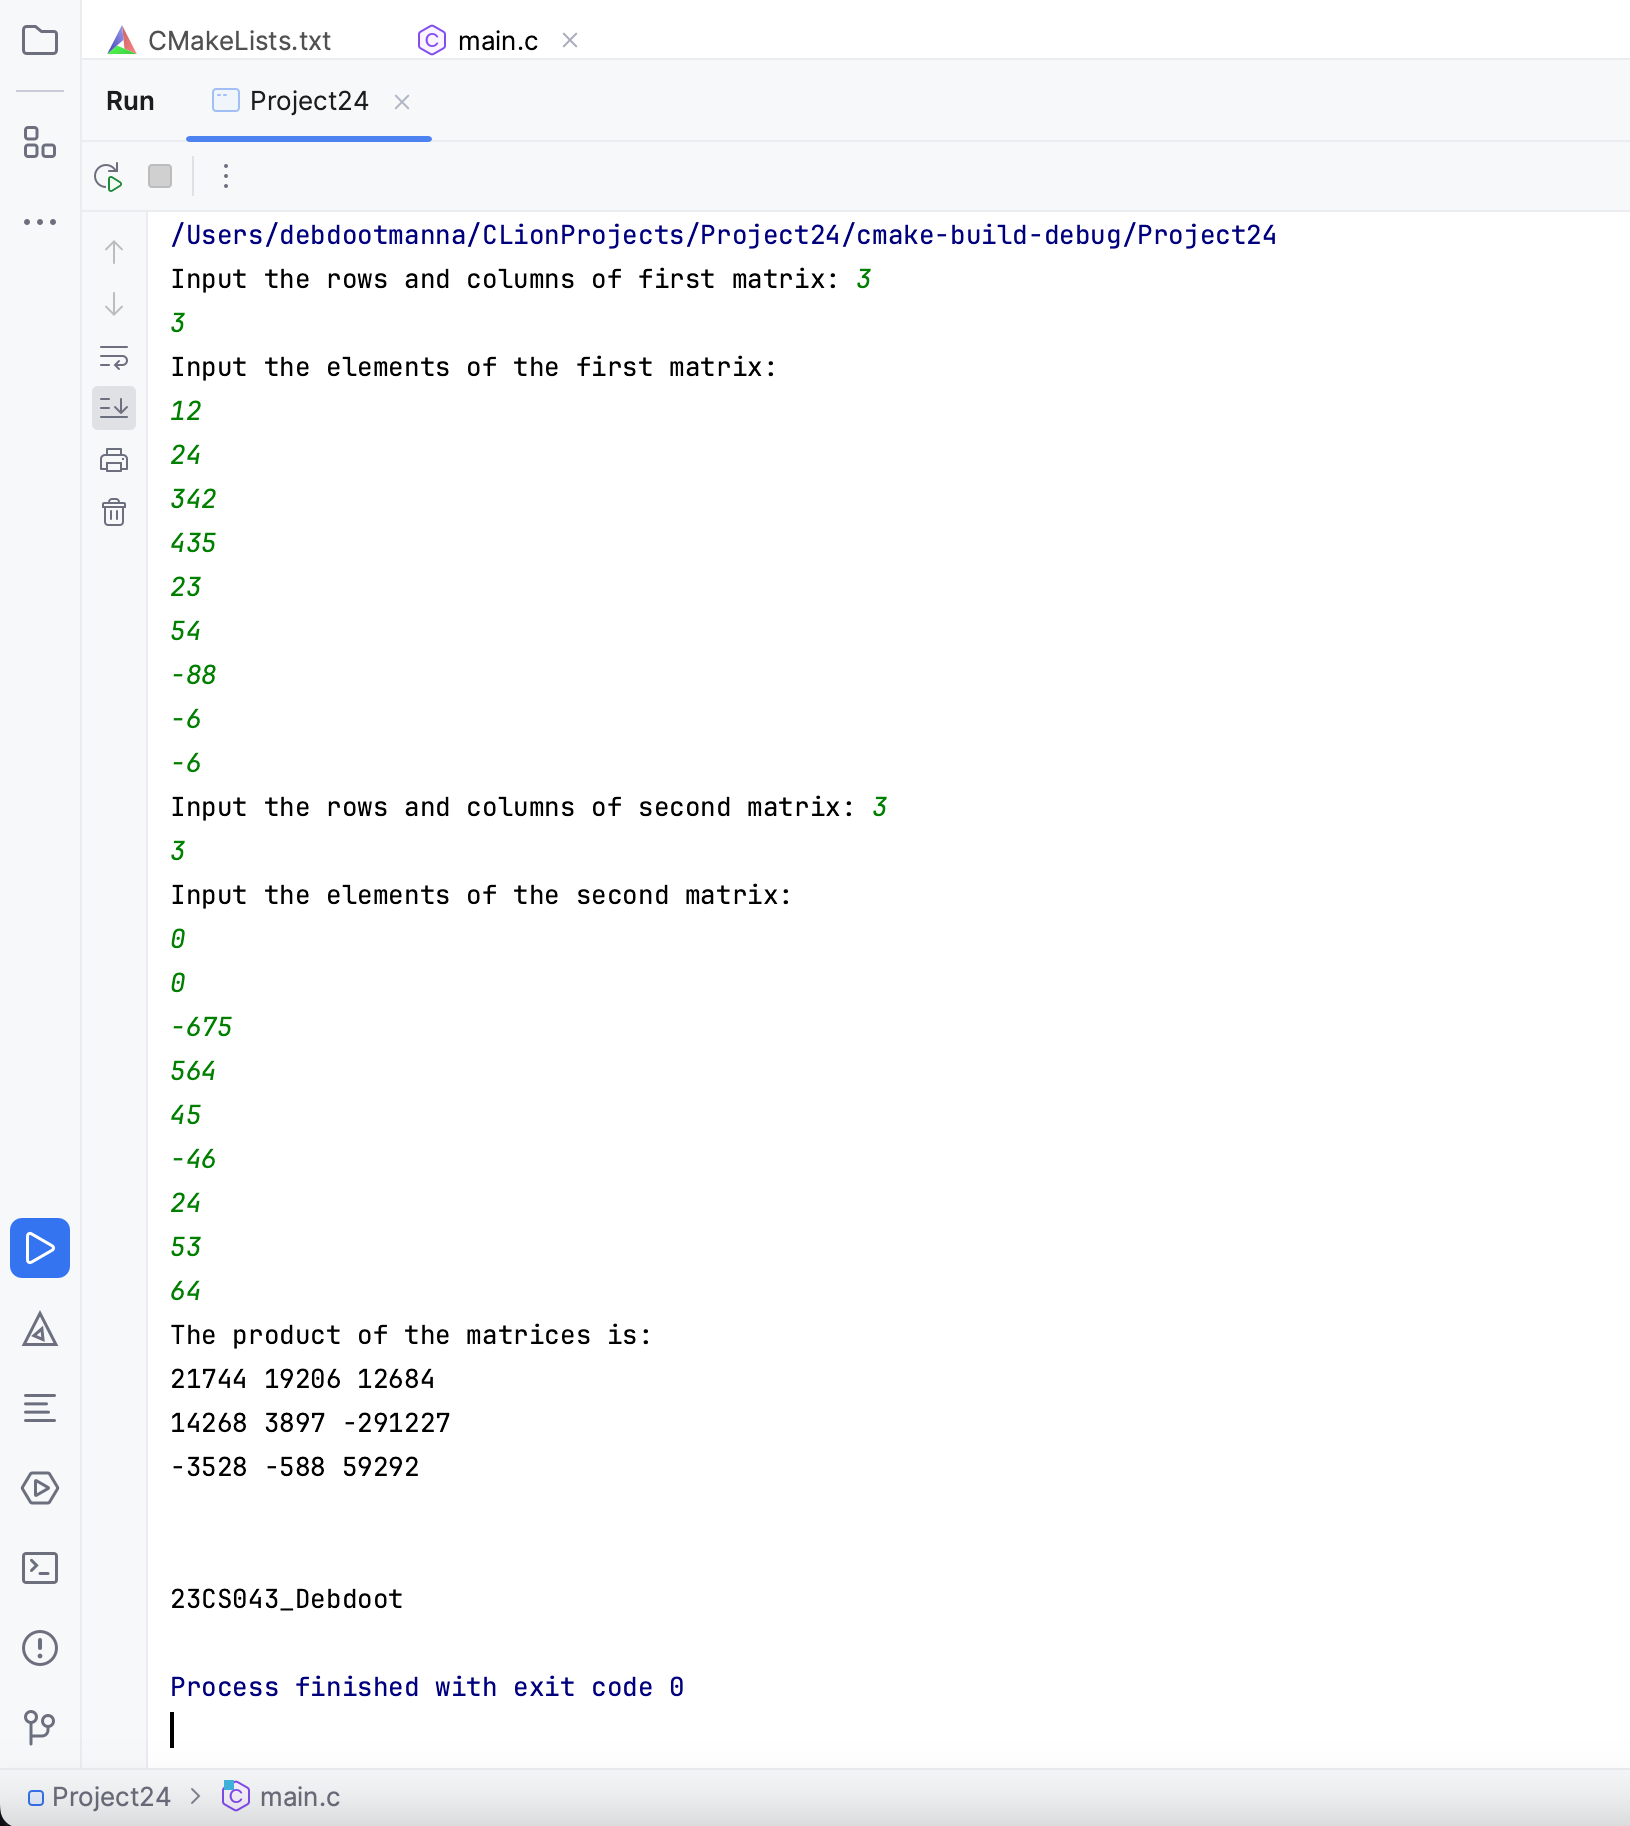 CMakeLists.txt main.c
Run Project24
/Users/debdootmanna/CLionProjects/Project24/cmake-build-debug/Project24
Input the rows and columns of first matrix: 3
3
Input the elements of the first matrix:
12
24
342
435
23
54
-88
-6
-6
Input the rows and columns of second matrix: 3
3
Input the elements of the second matrix:
0
0
-675
564
45
-46
24
53
64
The product of the matrices is:
21744 19206 12684
14268 3897 -291227
-3528 -588 59292
23CS043_Debdoot
Process finished with exit code 0
Project24 > main.c